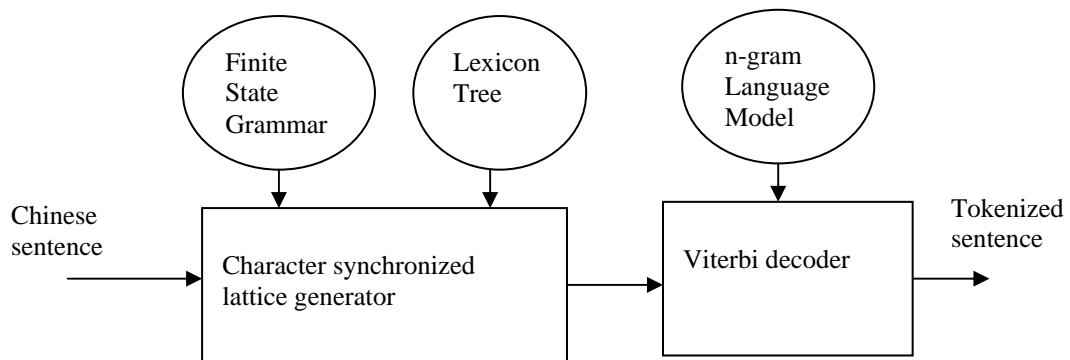 Finite
State
Grammar
Lexicon
Tree
n-gram
Language
Model
Chinese
sentence
Character synchronized
lattice generator
Viterbi decoder
Tokenized
sentence